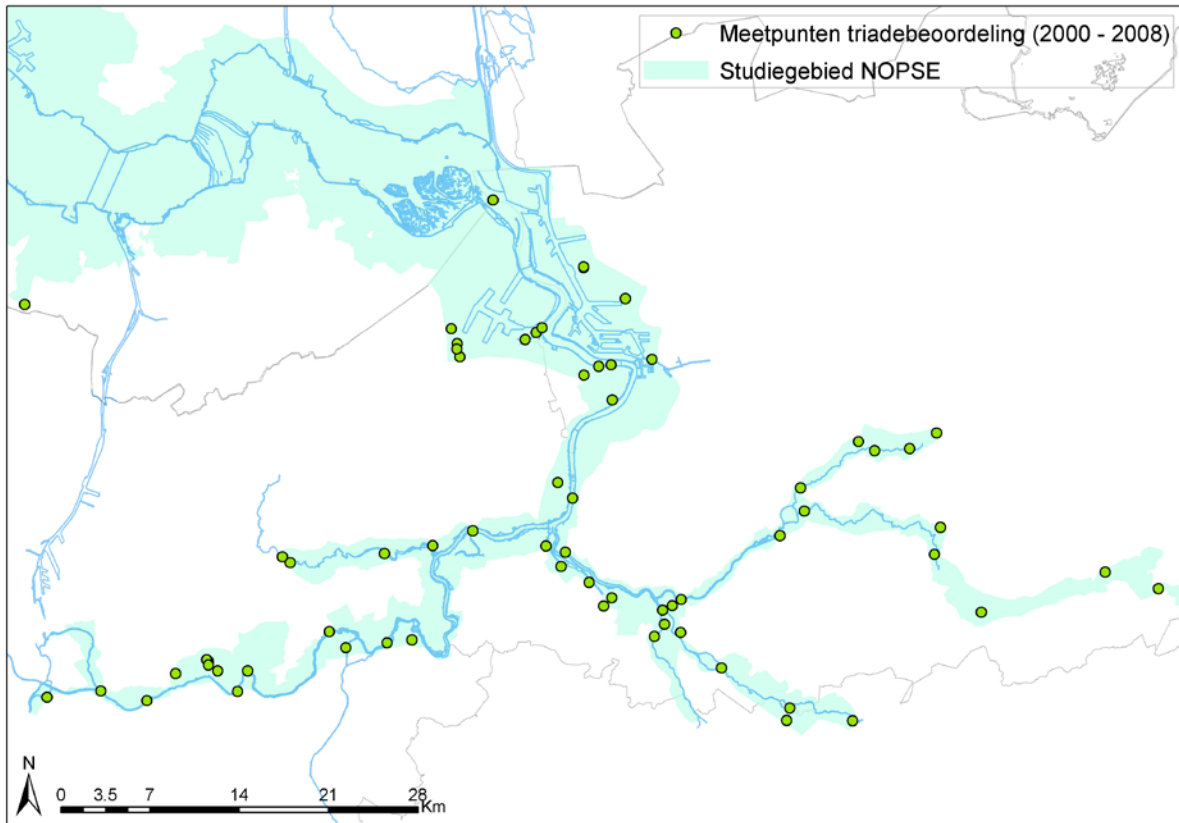 Meetpunten triadebeoordeling (2000 - 2008)
Studiegebied NOPSE
N
0 3.5 7 14 21 28
Km